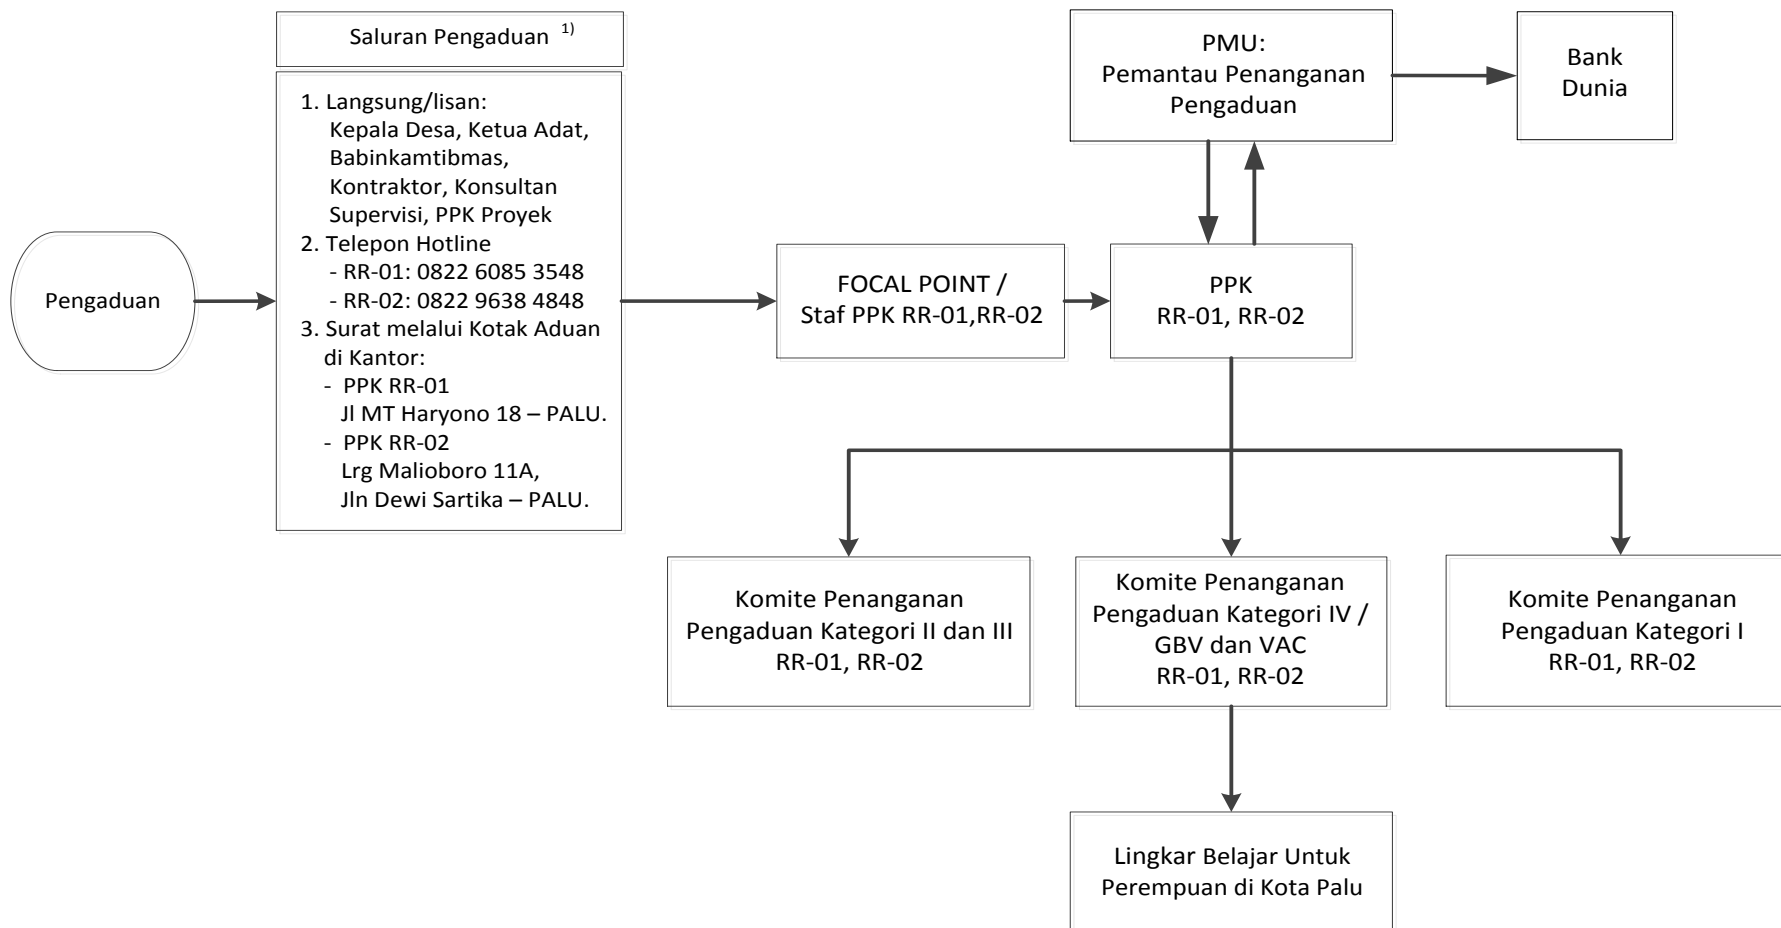 Saluran Pengaduan 1)
1. Langsung/lisan:
Kepala Desa, Ketua Adat,
Babinkamtibmas,
Kontraktor, Konsultan
Supervisi, PPK Proyek
2. Telepon Hotline
- RR-01: 0822 6085 3548
- RR-02: 0822 9638 4848
3. Surat melalui Kotak Aduan
di Kantor:
- PPK RR-01
Jl MT Haryono 18 – PALU.
- PPK RR-02
Lrg Malioboro 11A,
Jln Dewi Sartika – PALU.
Pengaduan
FOCAL POINT /
Staf PPK RR-01,RR-02
PMU:
Pemantau Penanganan
Pengaduan
Bank
Dunia
PPK
RR-01, RR-02
Komite Penanganan
Pengaduan Kategori II dan III
RR-01, RR-02
Komite Penanganan
Pengaduan Kategori IV /
GBV dan VAC
RR-01, RR-02
Komite Penanganan
Pengaduan Kategori I
RR-01, RR-02
Lingkar Belajar Untuk
Perempuan di Kota Palu